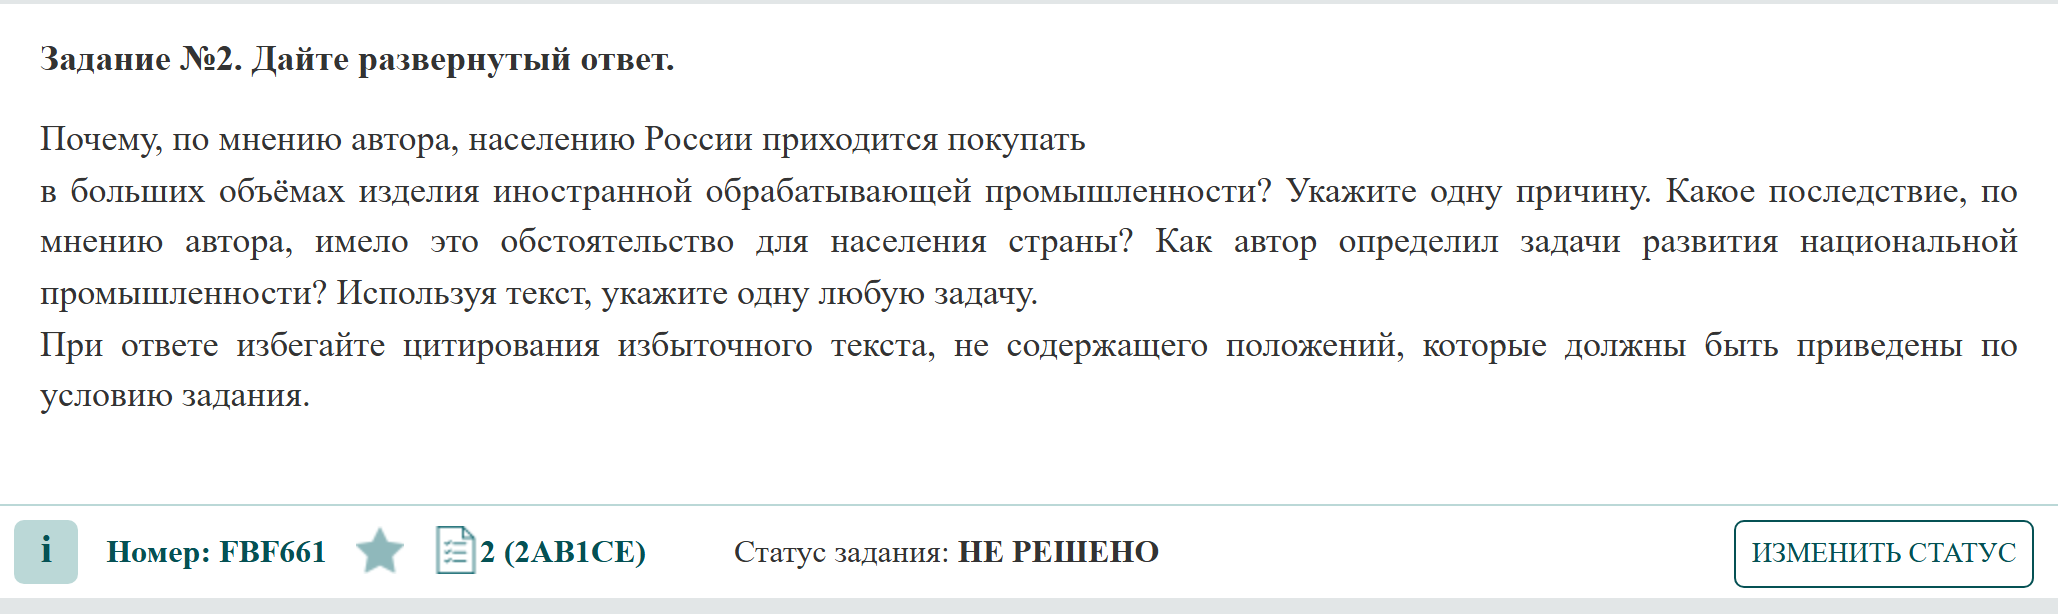 Задание №2. Дайте развернутый ответ.
Почему, по мнению автора, населению России приходится покупать
в больших объёмах изделия иностранной обрабатывающей промышленности? Укажите одну причину. Какое последствие, по
мнению автора, имело это обстоятельство для населения страны? Как автор определил задачи развития национальной
промышленности? Используя текст, укажите одну любую задачу.
При ответе избегайте цитирования избыточного текста, не содержащего положений, которые должны быть приведены по
условию задания.
i Номер: FBF661 2 (2AB1CE) Статус задания: НЕ РЕШЕНО ИЗМЕНИТЬ СТАТУС